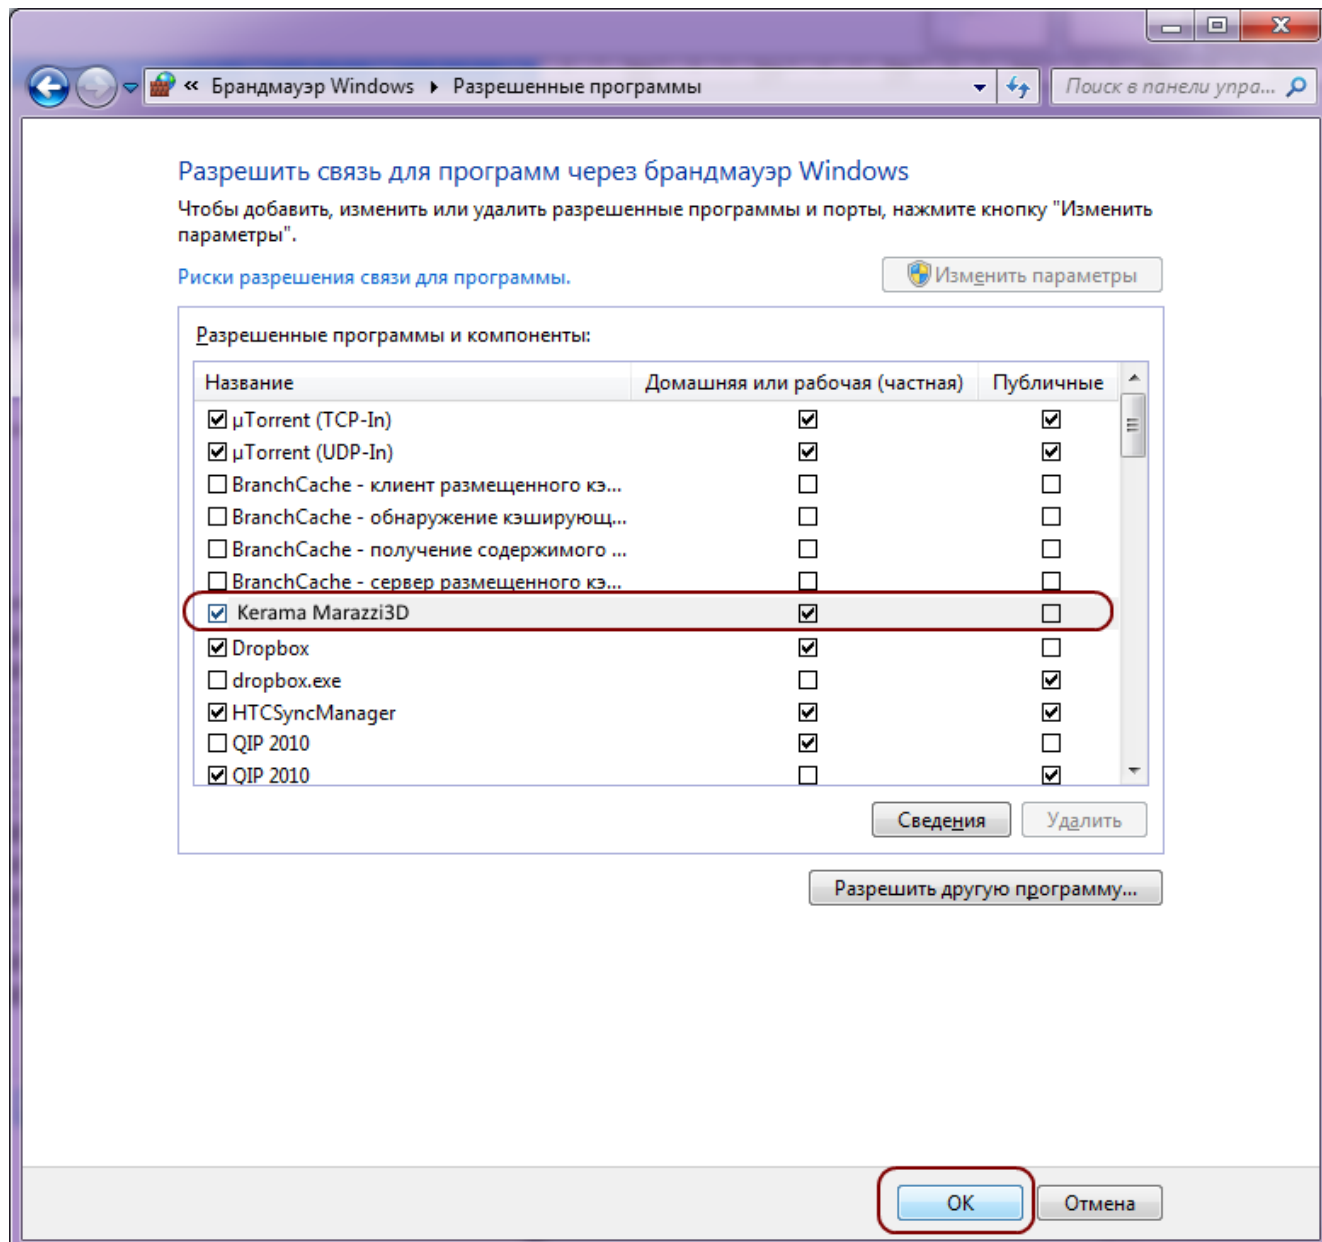 « Брандмауэр Windows Разрешенные программы
Поиск в панели упра...
Разрешить связь для программ через брандмауэр Windows
Чтобы добавить, изменить или удалить разрешенные программы и порты, нажмите кнопку "Изменить
параметры".
Риски разрешения связи для программы.
Изменить параметры
Разрешенные программы и компоненты:
Название Домашняя или рабочая (частная) Публичные
µTorrent (TCP-In)
µTorrent (UDP-In)
BranchCache - клиент размещенного кэ...
BranchCache - обнаружение кэширующ...
BranchCache - получение содержимого ...
BranchCache - сервер размещенного кэ...
Kerama Marazzi3D
Dropbox
dropbox.exe
HTCSyncManager
QIP 2010
QIP 2010
Сведения Удалить
Разрешить другую программу...
ОК Отмена